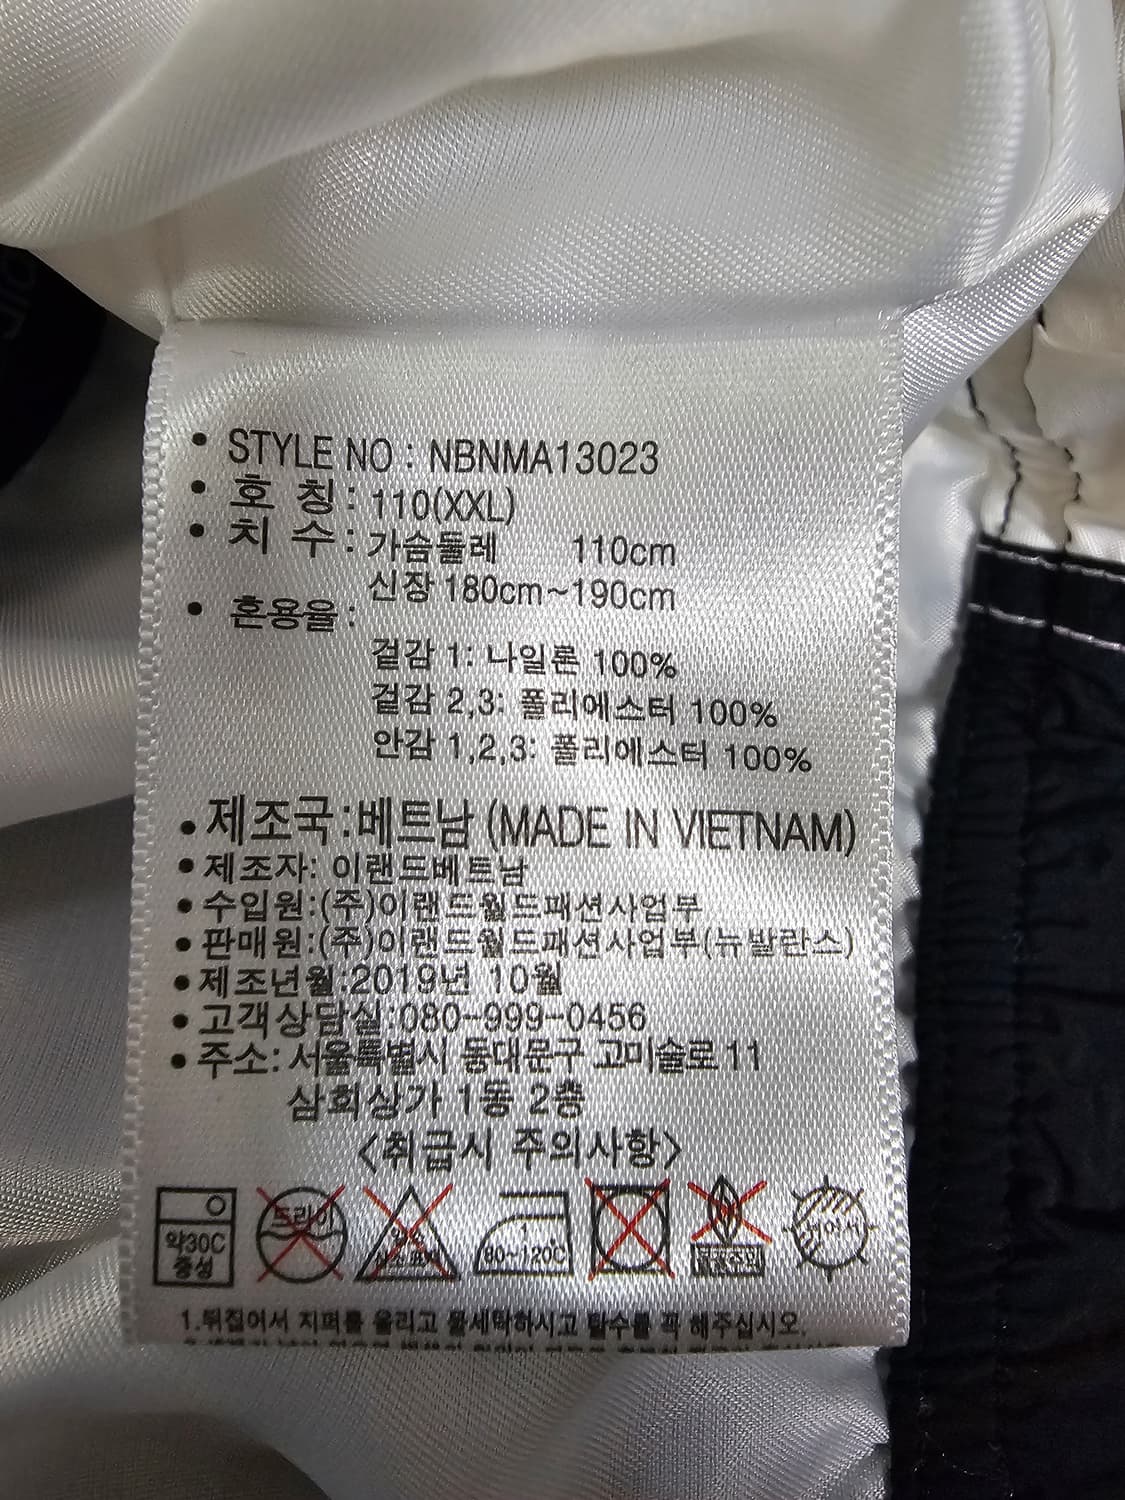 • STYLE NO : NBNMA13023
• 호 칭 : 110(XXL)
• 치 수 : 가슴둘레 110cm
신장 180cm~190cm
• 혼용율 :
겉감 1: 나일론 100%
겉감 2,3: 폴리에스터 100%
안감 1,2,3: 폴리에스터 100%
• 제조국:베트남 (MADE IN VIETNAM)
• 제조자: 이랜드베트남
• 수입원:(주)이랜드월드패션사업부
• 판매원:(주)이랜드월드패션사업부(뉴발란스)
• 제조년월:2019년 10월
• 고객상담실:080-999-0456
• 주소: 서울특별시 동대문구 고미술로 11
삼희상가 1동 2층
<취급시 주의사항>
약30C
중성
드라이
80~120C
뉘어서
1.뒤집어서 지퍼를 올리고 물세탁하시고 탈수를 꼭 해주십시오.